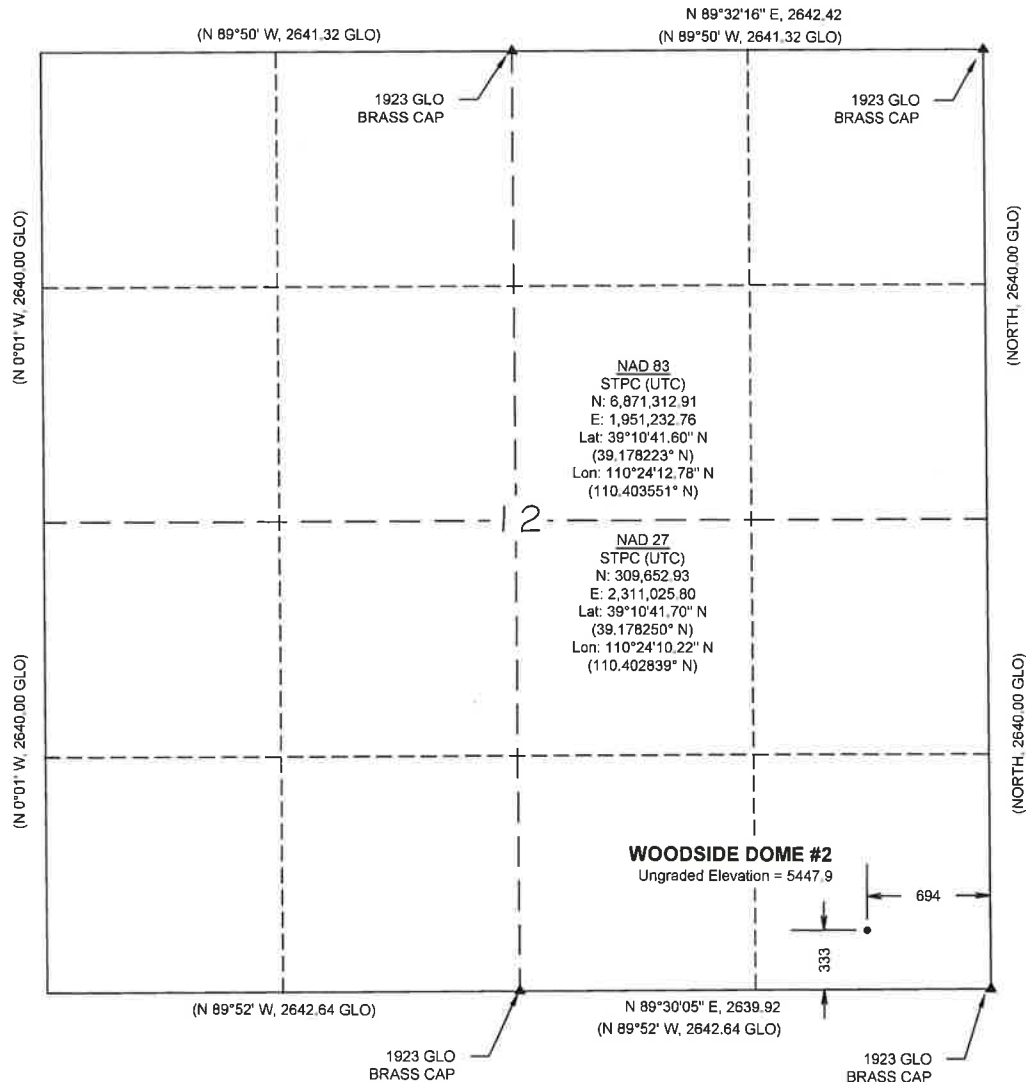 N 89°32'16" E, 2642.42
(N 89°50' W, 2641.32 GLO)
(N 89°50' W, 2641.32 GLO)
1923 GLO
BRASS CAP
1923 GLO
BRASS CAP
(N 0°01" W, 2640.00 GLO)
(NORTH, 2640.00 GLO)
NAD 83
STPC (UTC)
N: 6,871,312.91
E: 1,951,232.76
Lat: 39°10'41.60" N
(39.178223° N)
Lon: 110°24'12.78" N
(110.403551° N)
12
NAD 27
STPC (UTC)
N: 309,652.93
E: 2,311,025.80
Lat: 39°10'41.70" N
(39.178250° N)
Lon: 110°24'10.22" N
(110.402839° N)
(N 0°01" W, 2640.00 GLO)
(NORTH, 2640.00 GLO)
WOODSIDE DOME #2
Ungraded Elevation = 5447.9
694
333
(N 89°52' W, 2642.64 GLO)
N 89°30'05" E, 2639.92
(N 89°52' W, 2642.64 GLO)
1923 GLO
BRASS CAP
1923 GLO
BRASS CAP